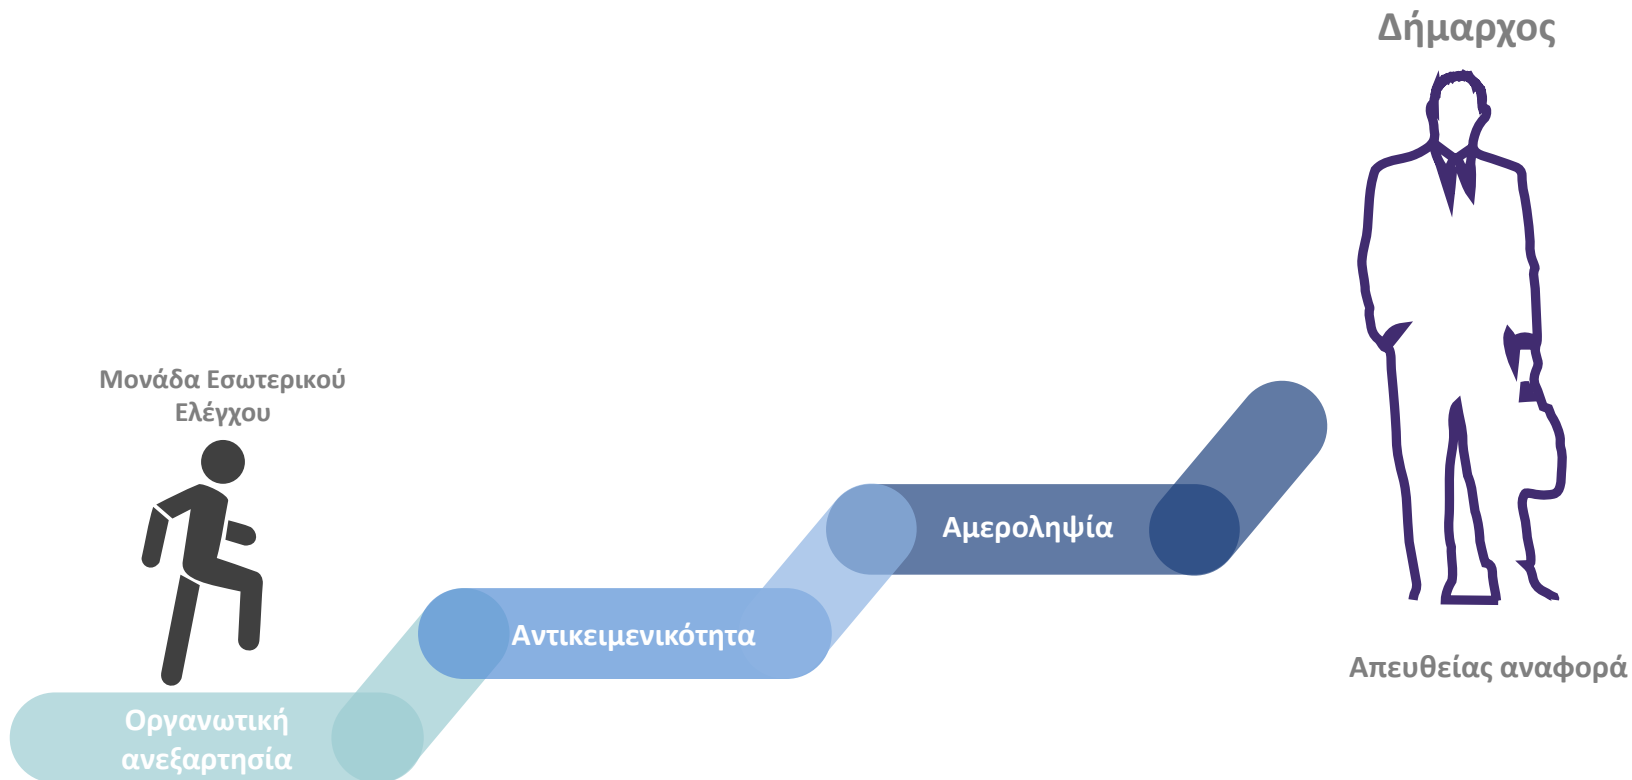 Δήμαρχος
Μονάδα Εσωτερικού
Ελέγχου
Αμεροληψία
Αντικειμενικότητα
Απευθείας αναφορά
Οργανωτική
ανεξαρτησία